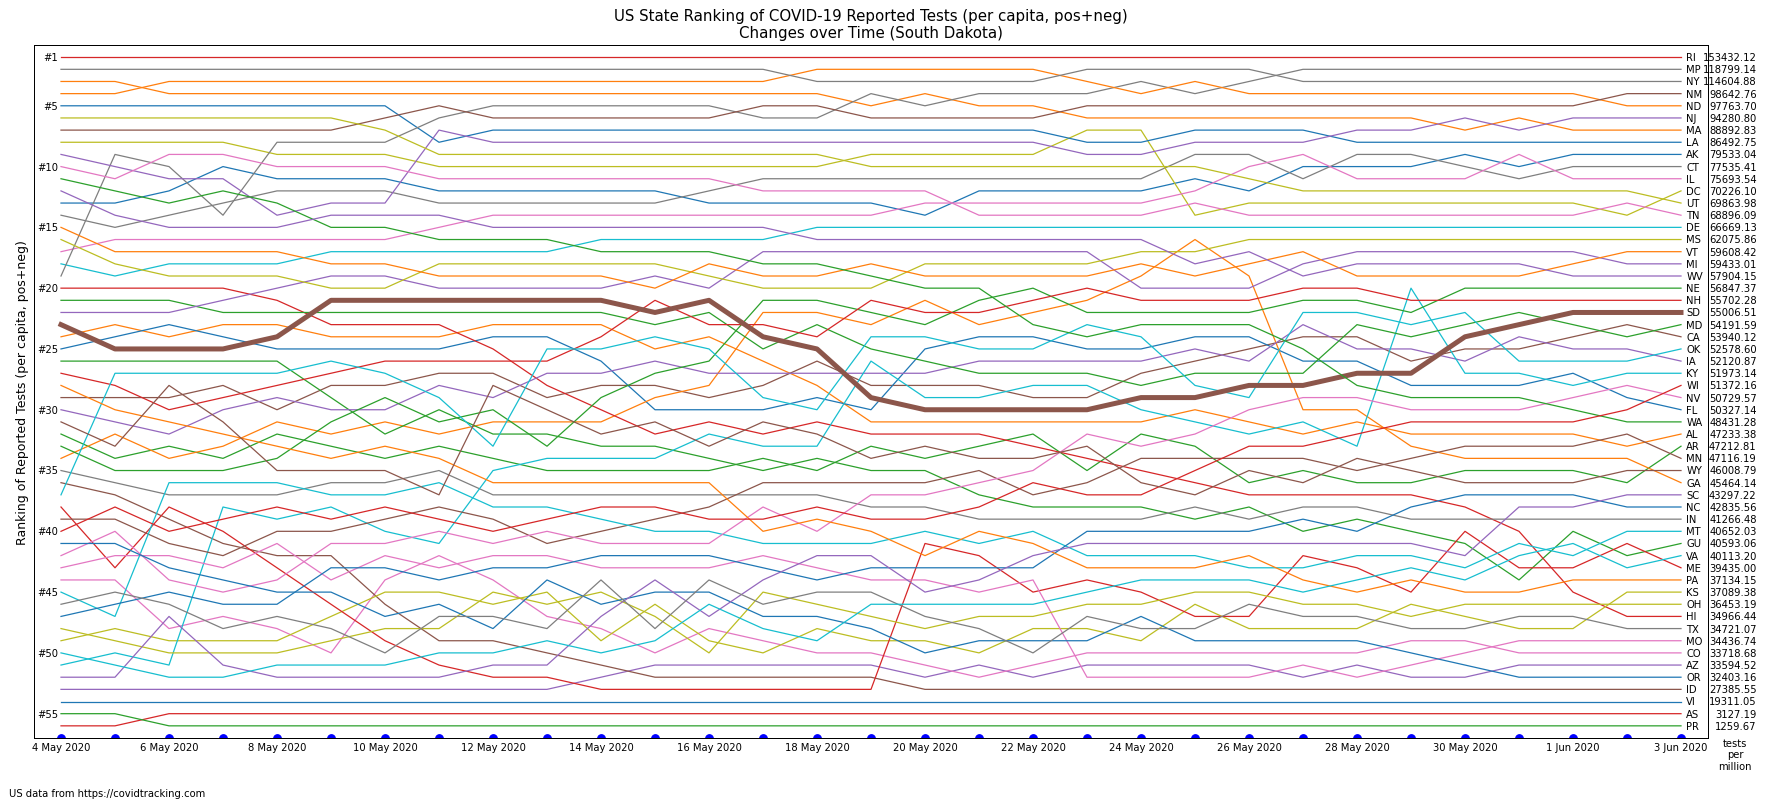 US State Ranking of COVID-19 Reported Tests (per capita, pos+neg)
Changes over Time (South Dakota)
Ranking of Reported Tests (per capita, pos+neg)
#1
#5
#10
#15
#20
#25
#30
#35
#40
#45
#50
#55
RI 153432.12
MP 118799.14
NY 114604.88
NM 98642.76
ND 97763.70
NJ 94280.80
MA 88892.83
LA 86492.75
AK 79533.04
CT 77535.41
IL 75693.54
DC 70226.10
UT 69863.98
TN 68896.09
DE 66669.13
MS 62075.86
VT 59608.42
MI 59433.01
WV 57904.15
NE 56847.37
NH 55702.28
SD 55006.51
MD 54191.59
CA 53940.12
OK 52578.60
IA 52120.87
KY 51973.14
WI 51372.16
NV 50729.57
FL 50327.14
WA 48431.28
AL 47233.38
AR 47212.81
MN 47116.19
WY 46008.79
GA 45464.14
SC 43297.22
NC 42835.56
IN 41266.48
MT 40652.03
GU 40593.06
VA 40113.20
ME 39435.00
PA 37134.15
KS 37089.38
OH 36453.19
HI 34966.44
TX 34721.07
MO 34436.74
CO 33718.68
AZ 33594.52
OR 32403.16
ID 27385.55
VI 19311.05
AS 3127.19
PR 1259.67
4 May 2020 6 May 2020 8 May 2020 10 May 2020 12 May 2020 14 May 2020 16 May 2020 18 May 2020 20 May 2020 22 May 2020 24 May 2020 26 May 2020 28 May 2020 30 May 2020 1 Jun 2020 3 Jun 2020
tests
per
million
US data from https://covidtracking.com